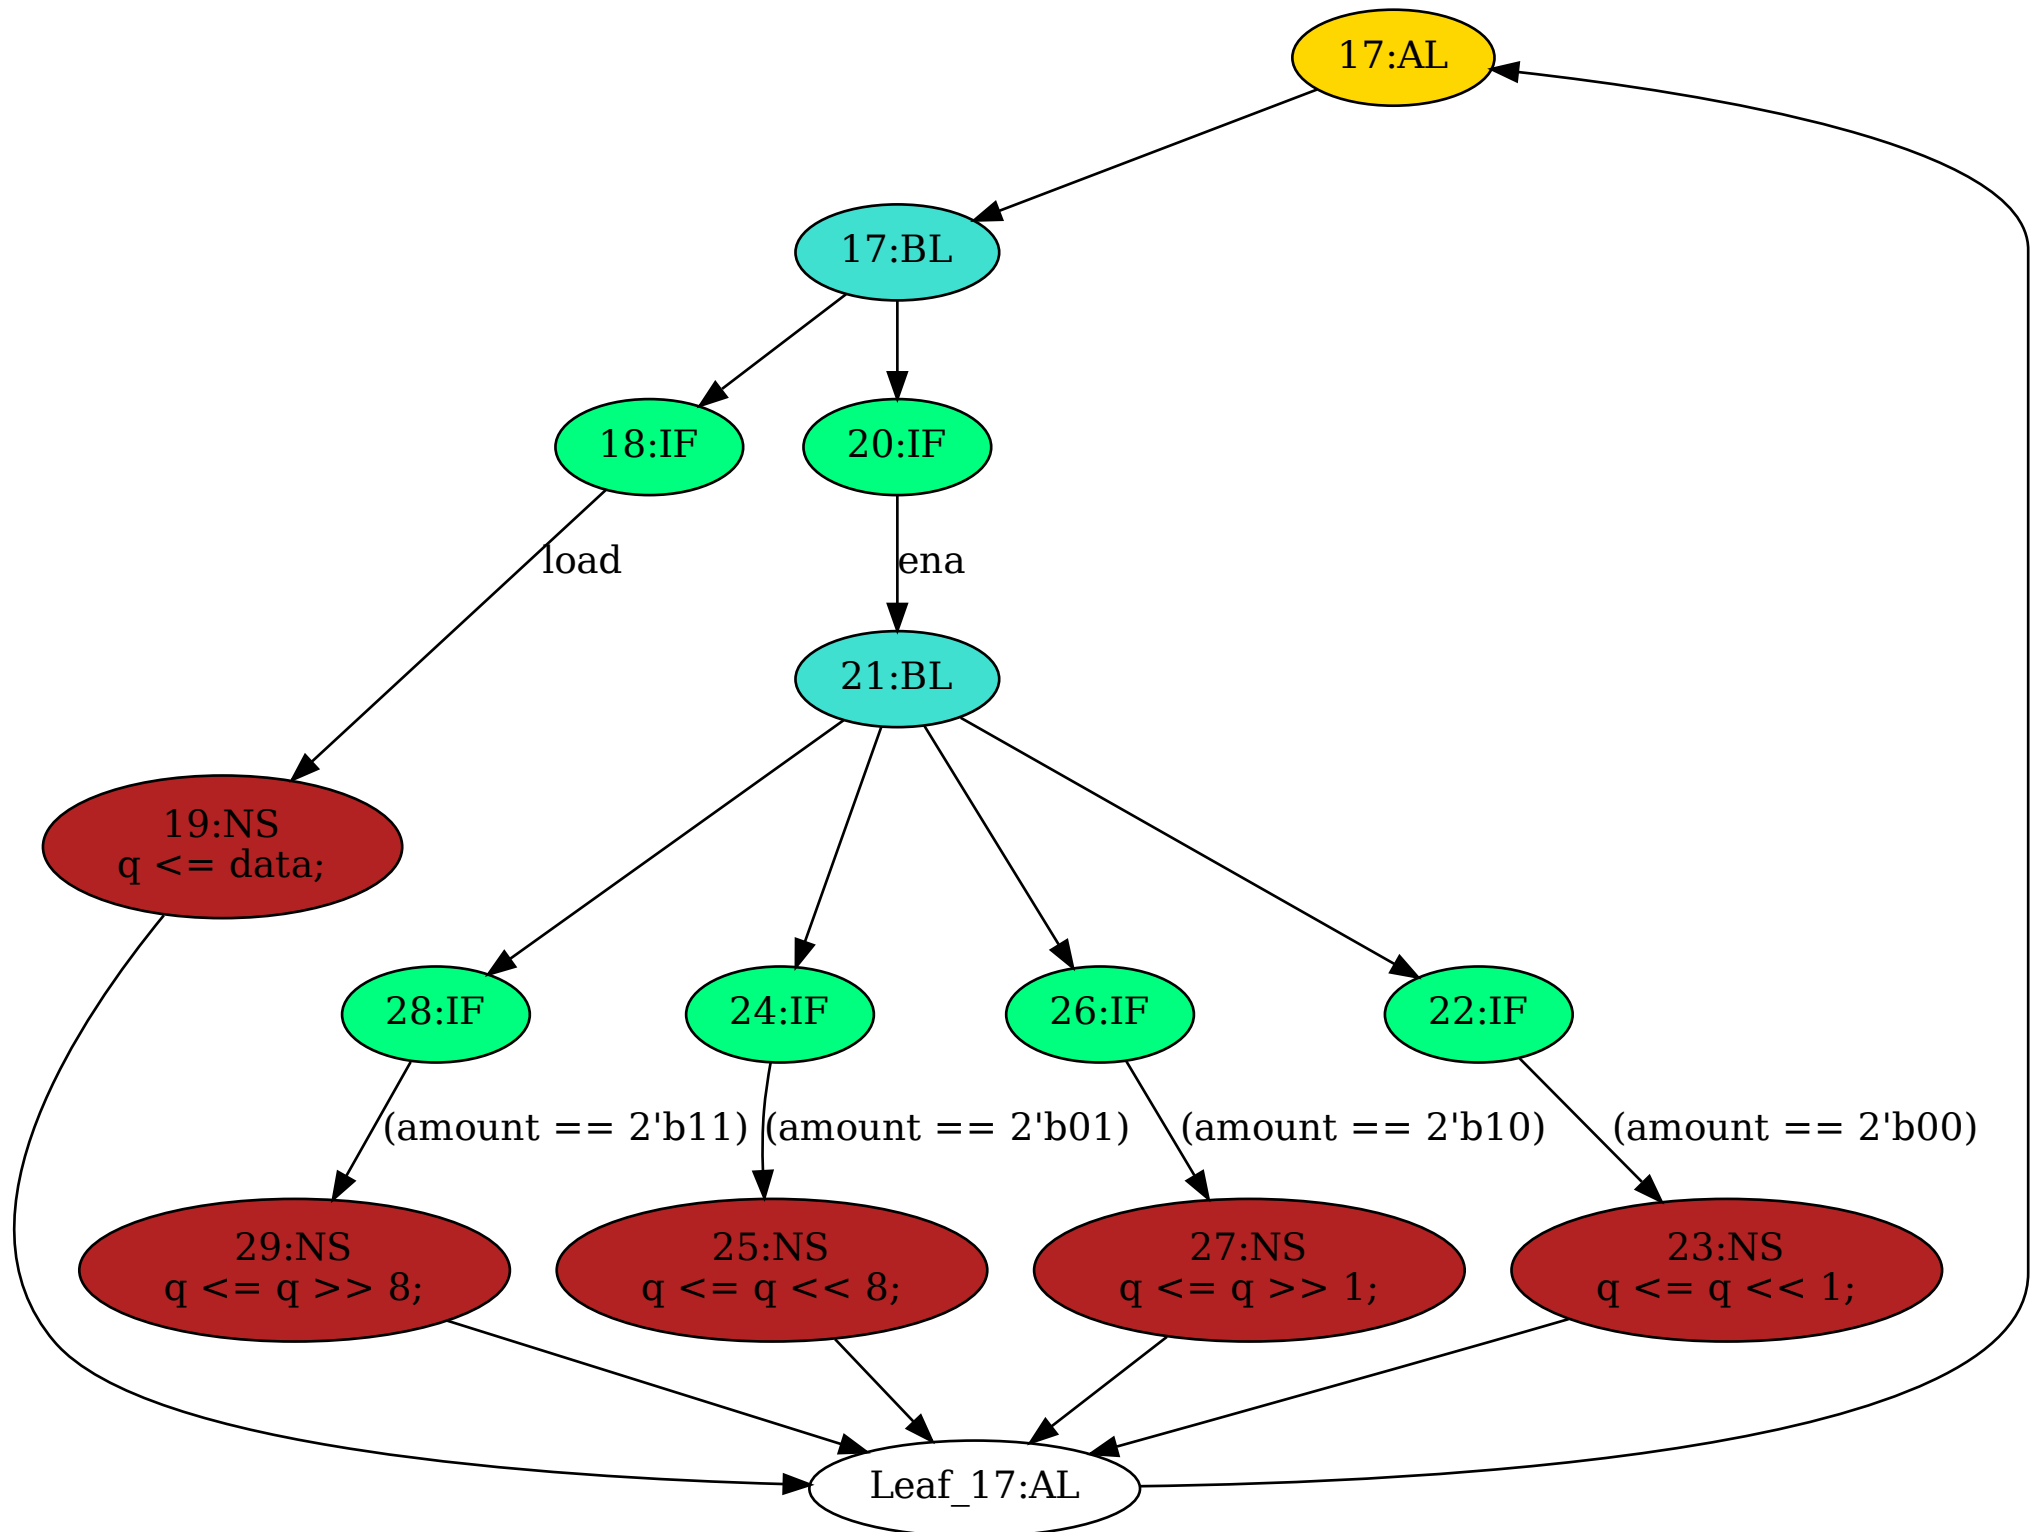 17:AL
17:BL
18:IF
20:IF
load
ena
21:BL
19:NS
q <= data;
28:IF
24:IF
26:IF
22:IF
(amount == 2'b11)
(amount == 2'b01)
(amount == 2'b10)
(amount == 2'b00)
29:NS
q <= q >> 8;
25:NS
q <= q << 8;
27:NS
q <= q >> 1;
23:NS
q <= q << 1;
Leaf_17:AL